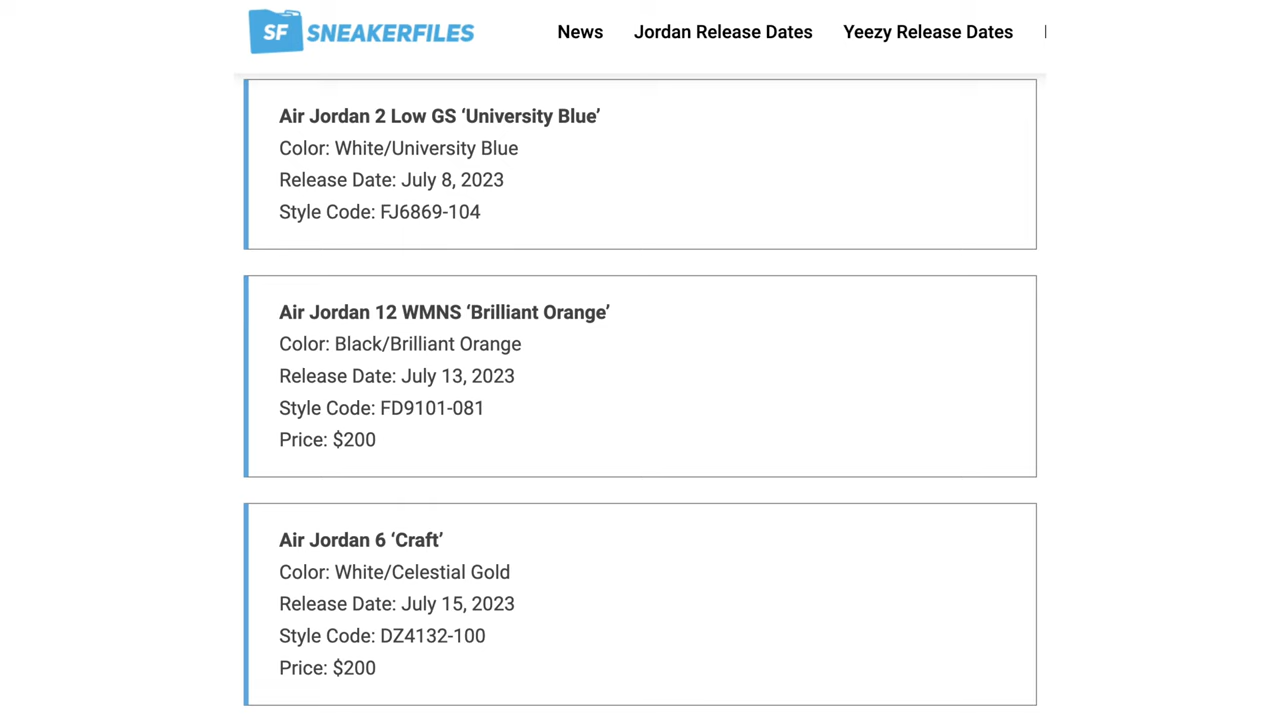 SF SNEAKERFILES News Jordan Release Dates Yeezy Release Dates
Air Jordan 2 Low GS ‘University Blue’
Color: White/University Blue
Release Date: July 8, 2023
Style Code: FJ6869-104
Air Jordan 12 WMNS ‘Brilliant Orange’
Color: Black/Brilliant Orange
Release Date: July 13, 2023
Style Code: FD9101-081
Price: $200
Air Jordan 6 ‘Craft’
Color: White/Celestial Gold
Release Date: July 15, 2023
Style Code: DZ4132-100
Price: $200